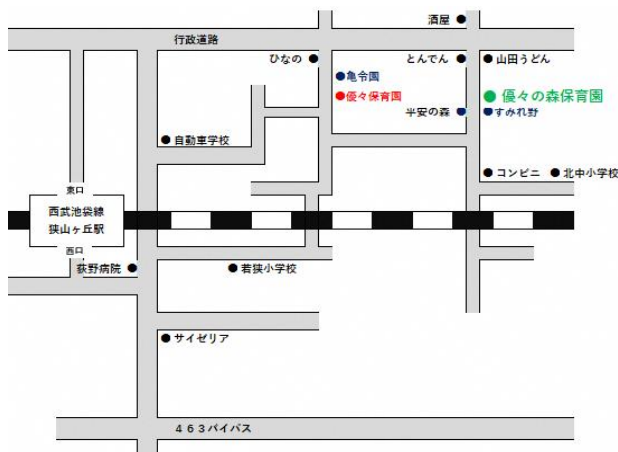 酒屋
行政道路
ひなの
とんでん
山田うどん
亀令園
優々保育園
優々の森保育園
半安の森
すみれ野
自動車学校
コンビニ
北中小学校
東口
西武池袋線
狭山ヶ丘駅
西口
荻野病院
若狭小学校
サイゼリア
４６３バイパス